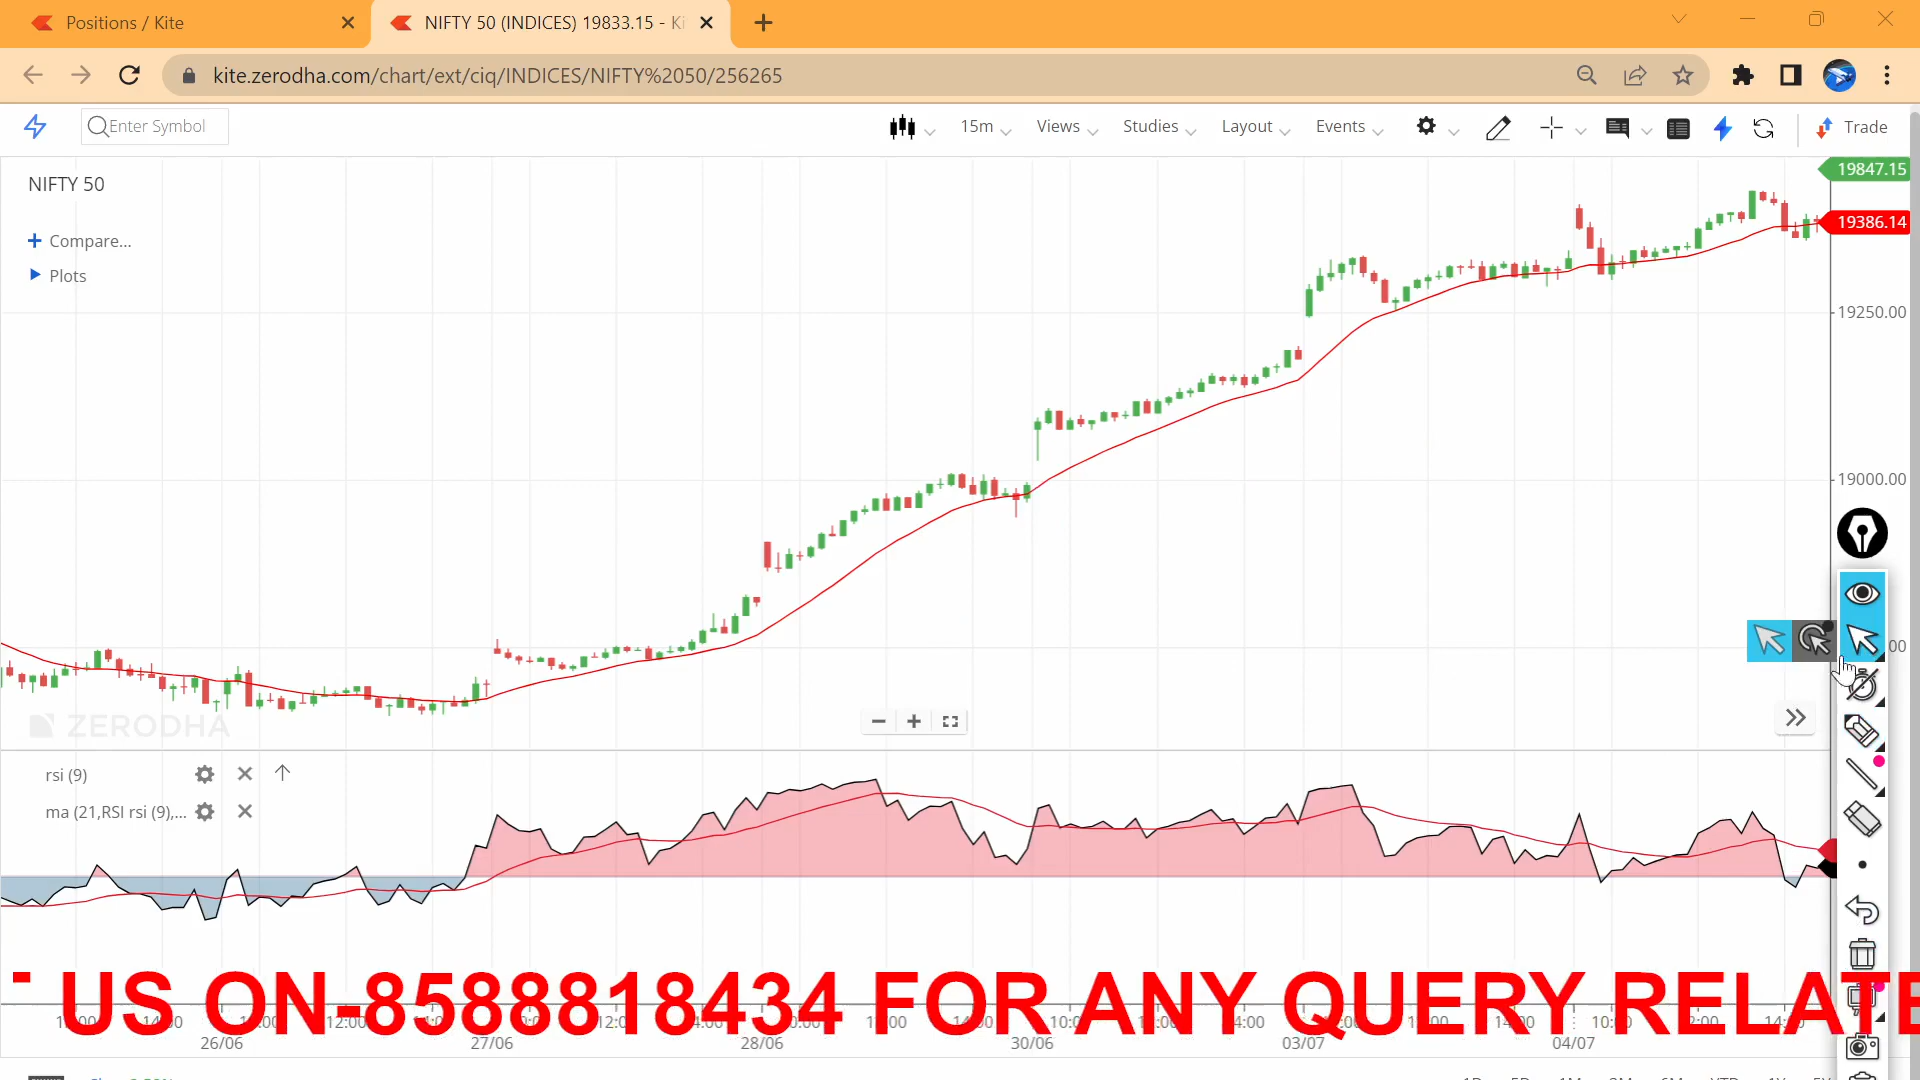 Positions / Kite
NIFTY 50 (INDICES) 19833.15 - Ki
kite.zerodha.com/chart/ext/ciq/INDICES/NIFTY%2050/256265
Enter Symbol
15m
Views
Studies
Layout
Events
Trade
NIFTY 50
Compare...
Plots
19847.15
19386.14
19250.00
19000.00
ZERODHA
rsi (9)
ma (21,RSI rsi (9),...
US ON-8588818434 FOR ANY QUERY RELATE
26/06
27/06
28/06
30/06
03/07
04/07